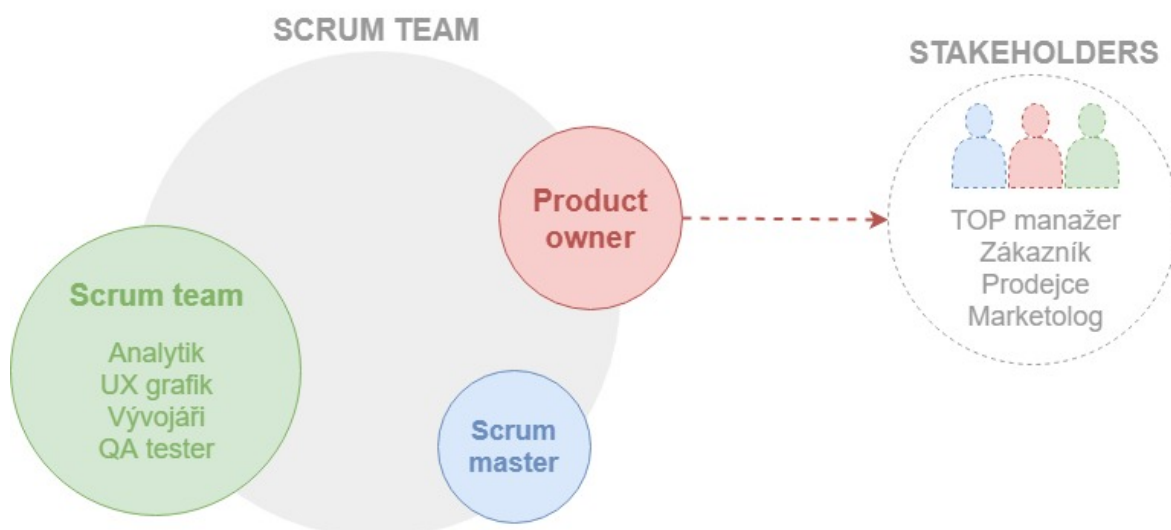 SCRUM TEAM
STAKEHOLDERS
Product
owner
TOP manažer
Zákazník
Prodejce
Marketolog
Scrum team
Analytik
UX grafik
Vývojáři
QA tester
Scrum
master